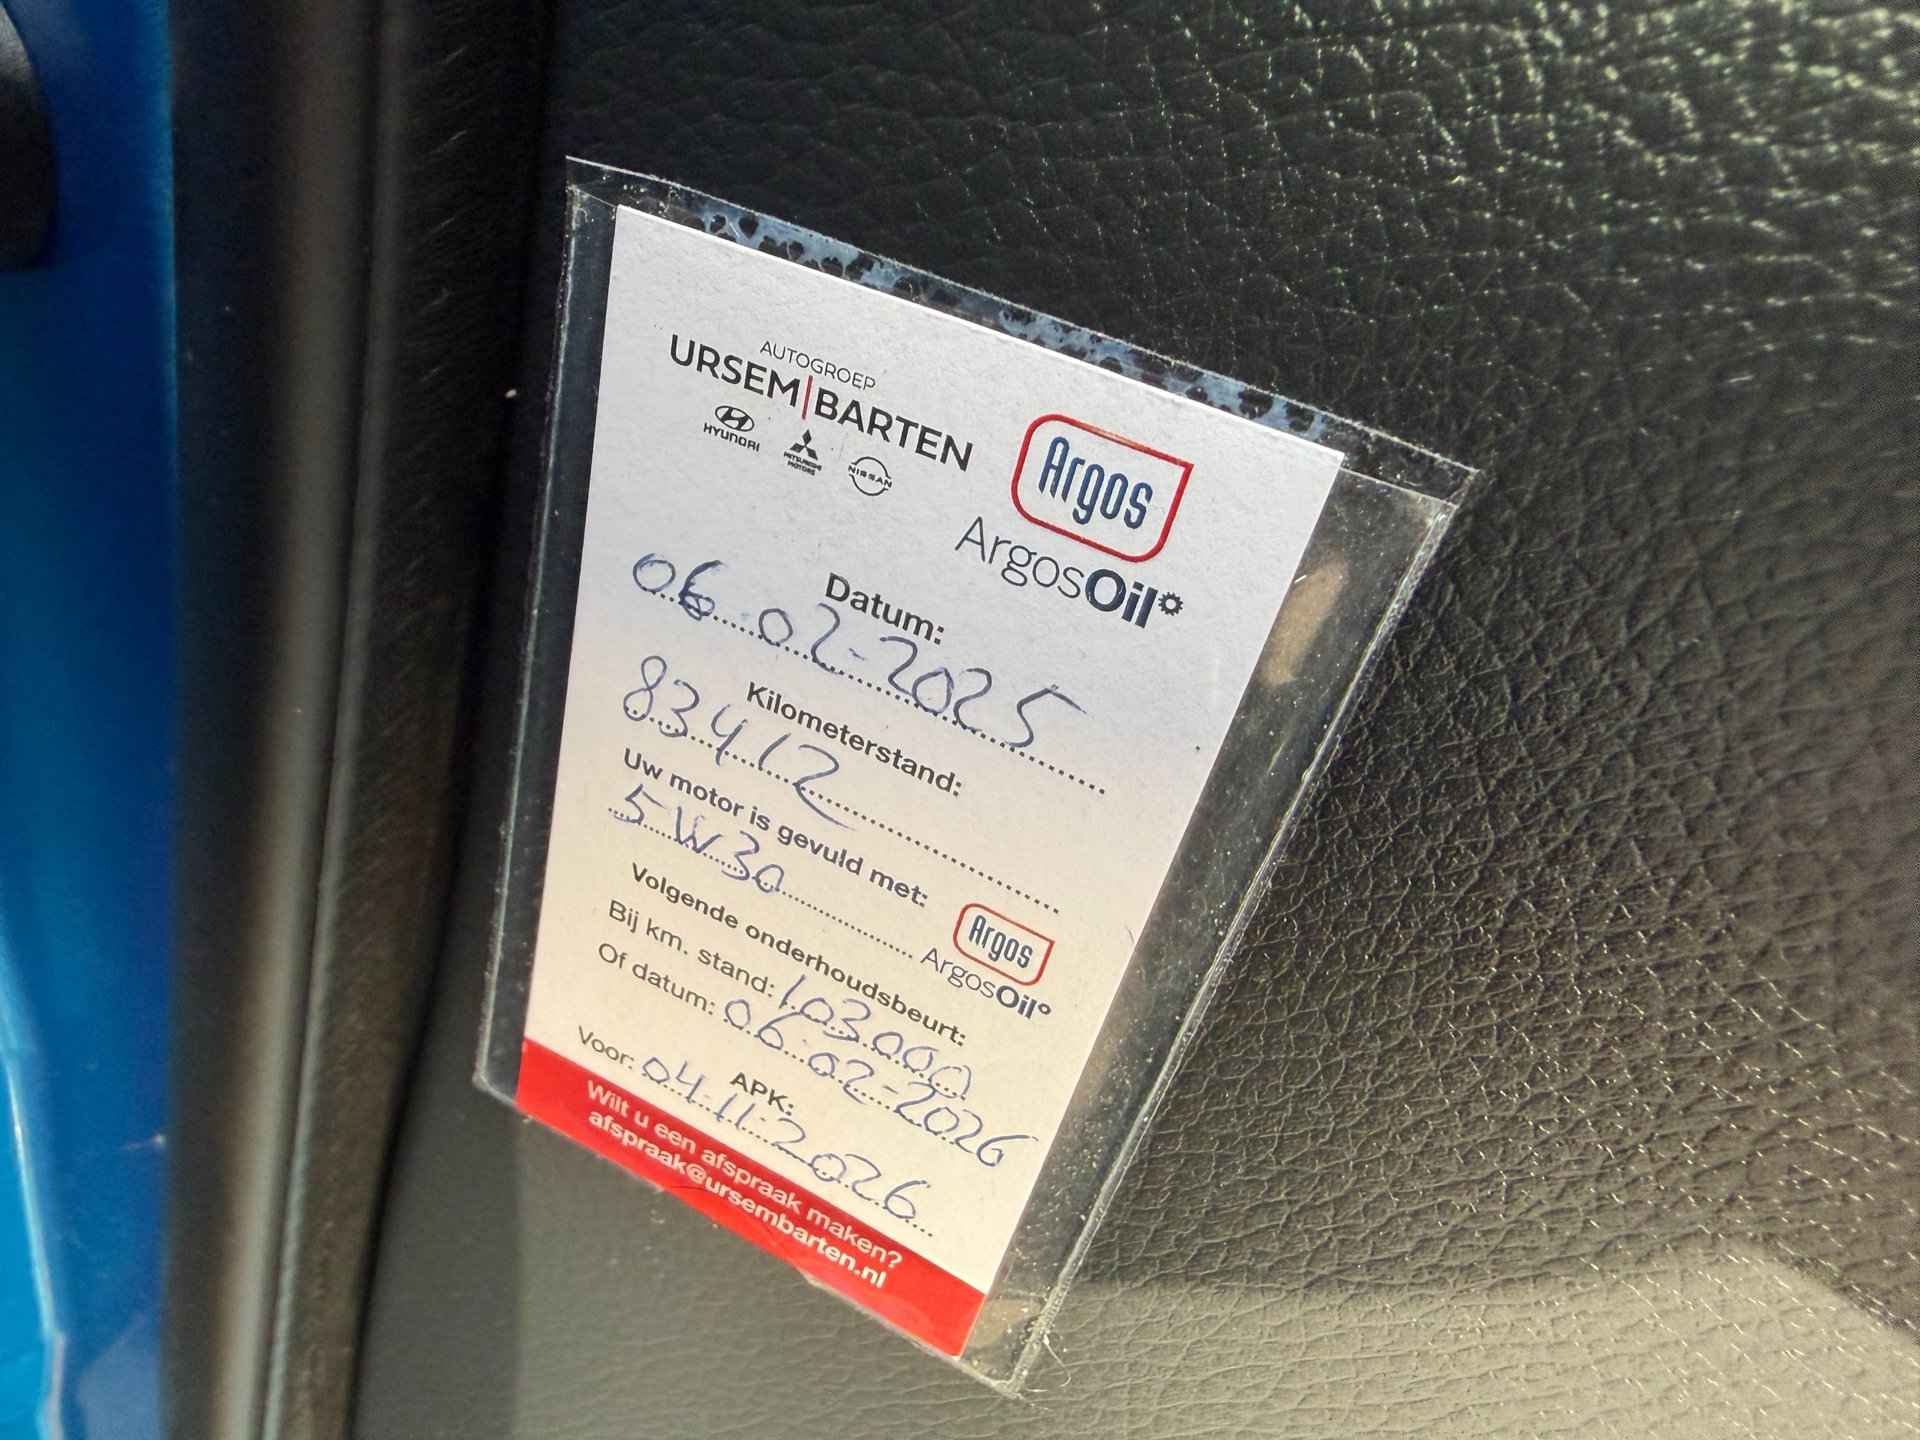 AUTOGROEP
URSEM|BARTEN
HYUNDAI
MITSUBISHI
MOTORS
NISSAN
Argos
ArgosOil
Datum:
06-02-2025
Kilometerstand:
83412
Uw motor is gevuld met:
5W30
Argos
ArgosOil
Volgende onderhoudsbeurt:
Bij km. stand: 103000
Of datum: 06-02-2026
APK:
Voor: 04-11-2026
Wilt u een afspraak maken?
afspraak@ursembarten.nl